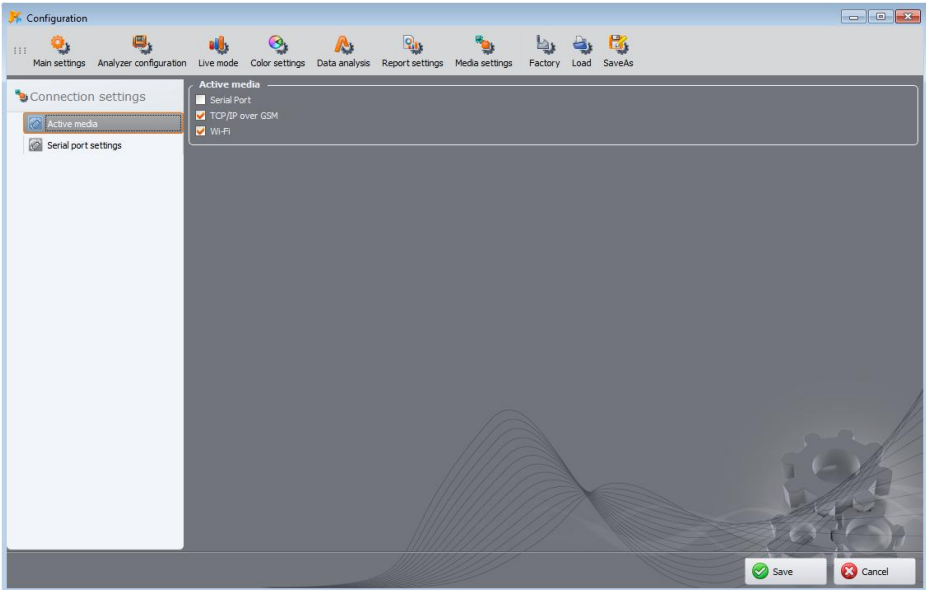 Configuration
Main settings Analyzer configuration Live mode Color settings Data analysis Report settings Media settings Factory Load SaveAs
Connection settings
Active media
Serial port settings
Active media
Serial Port
TCP/IP over GSM
Wi-Fi
Save Cancel